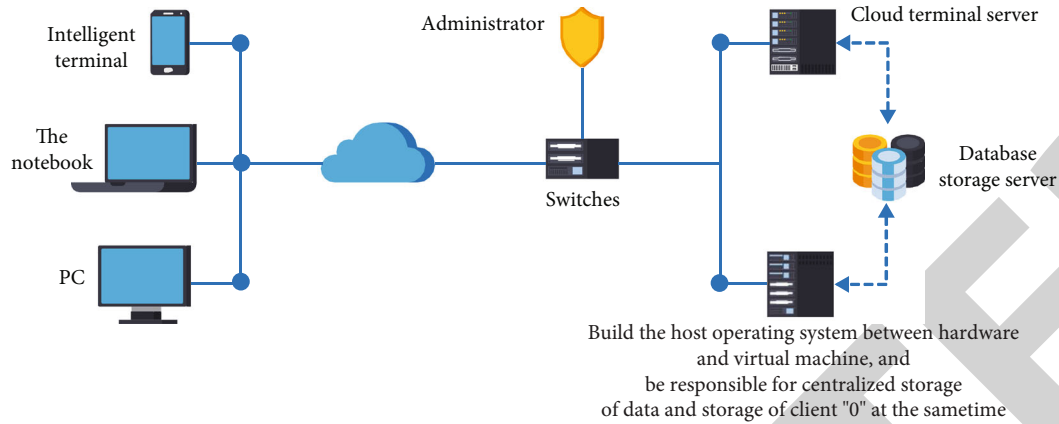 Intelligent
terminal
The
notebook
PC
Administrator
Switches
Cloud terminal server
Database
storage server
Build the host operating system between hardware
and virtual machine, and
be responsible for centralized storage
of data and storage of client "0" at the sametime